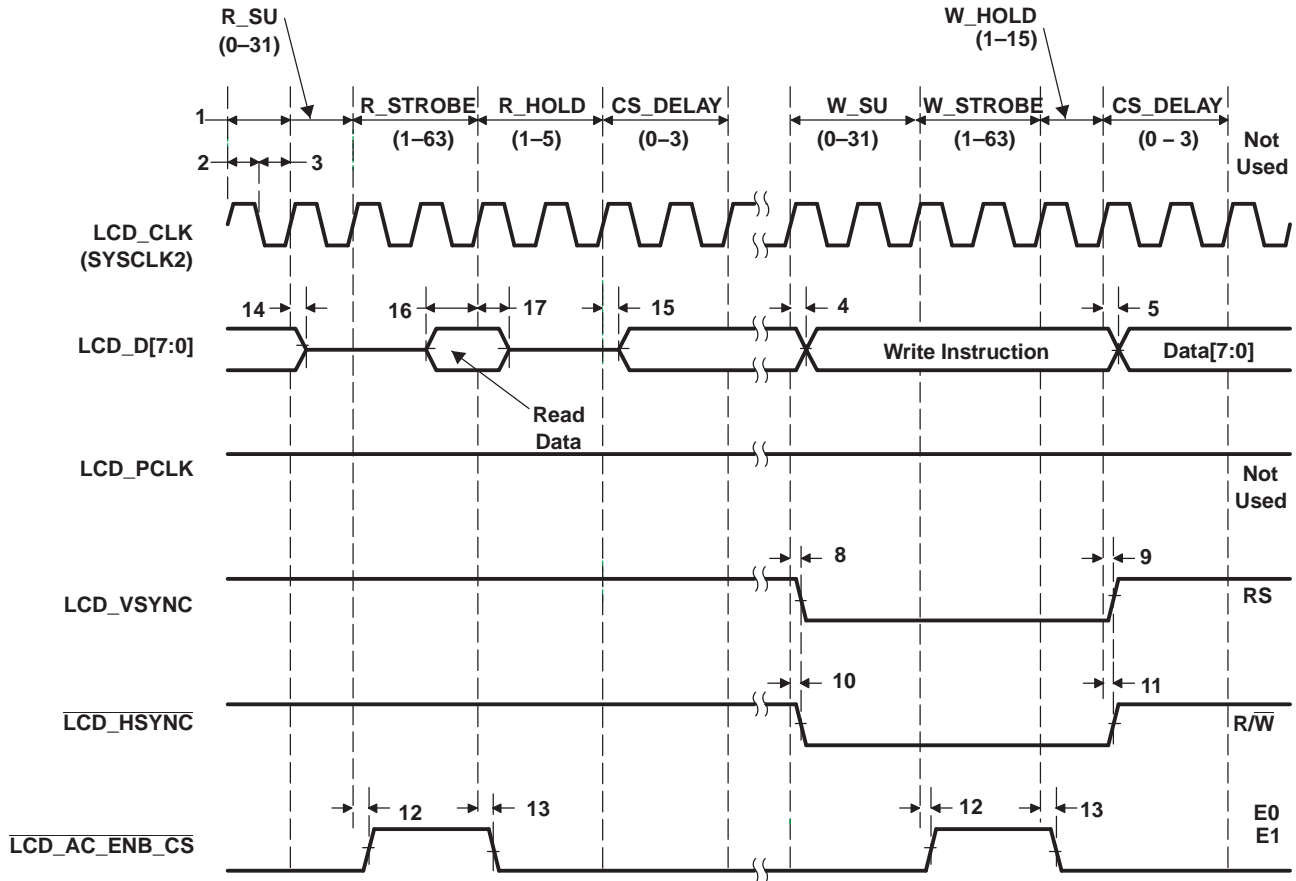 R_SU
(0–31)
W_HOLD
(1–15)
R_STROBE
R_HOLD
CS_DELAY
W_SU
W_STROBE
CS_DELAY
1
(1–63)
(1–5)
(0–3)
(0–31)
(1–63)
(0 – 3)
Not
Used
2
3
LCD_CLK
(SYSCLK2)
14
16
17
15
4
5
LCD_D[7:0]
Write Instruction
Data[7:0]
Read
Data
LCD_PCLK
Not
Used
8
9
LCD_VSYNC
RS
10
11
LCD_HSYNC
R/W
12
13
12
13
E0
E1
LCD_AC_ENB_CS